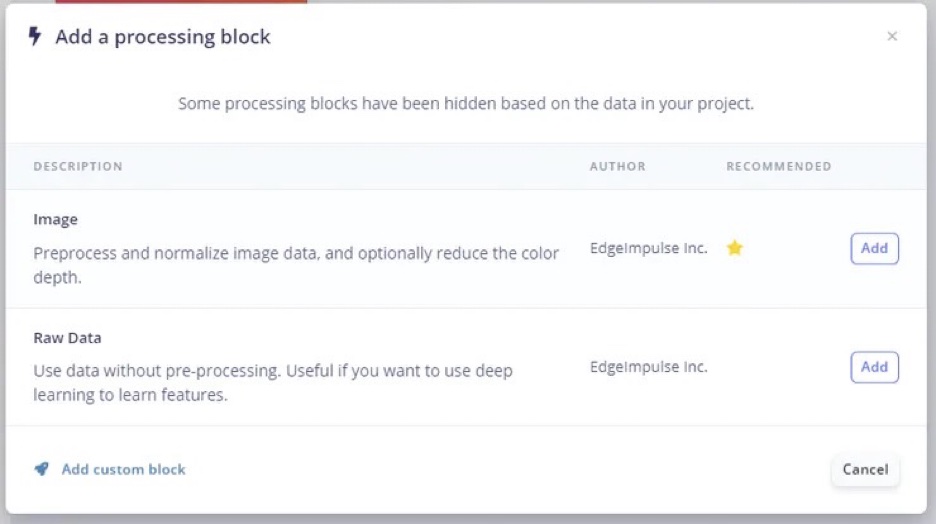 Add a processing block
×
Some processing blocks have been hidden based on the data in your project.
DESCRIPTION AUTHOR RECOMMENDED
Image
Preprocess and normalize image data, and optionally reduce the color
depth.
EdgeImpulse Inc.
Add
Raw Data
Use data without pre-processing. Useful if you want to use deep
learning to learn features.
EdgeImpulse Inc.
Add
Add custom block
Cancel